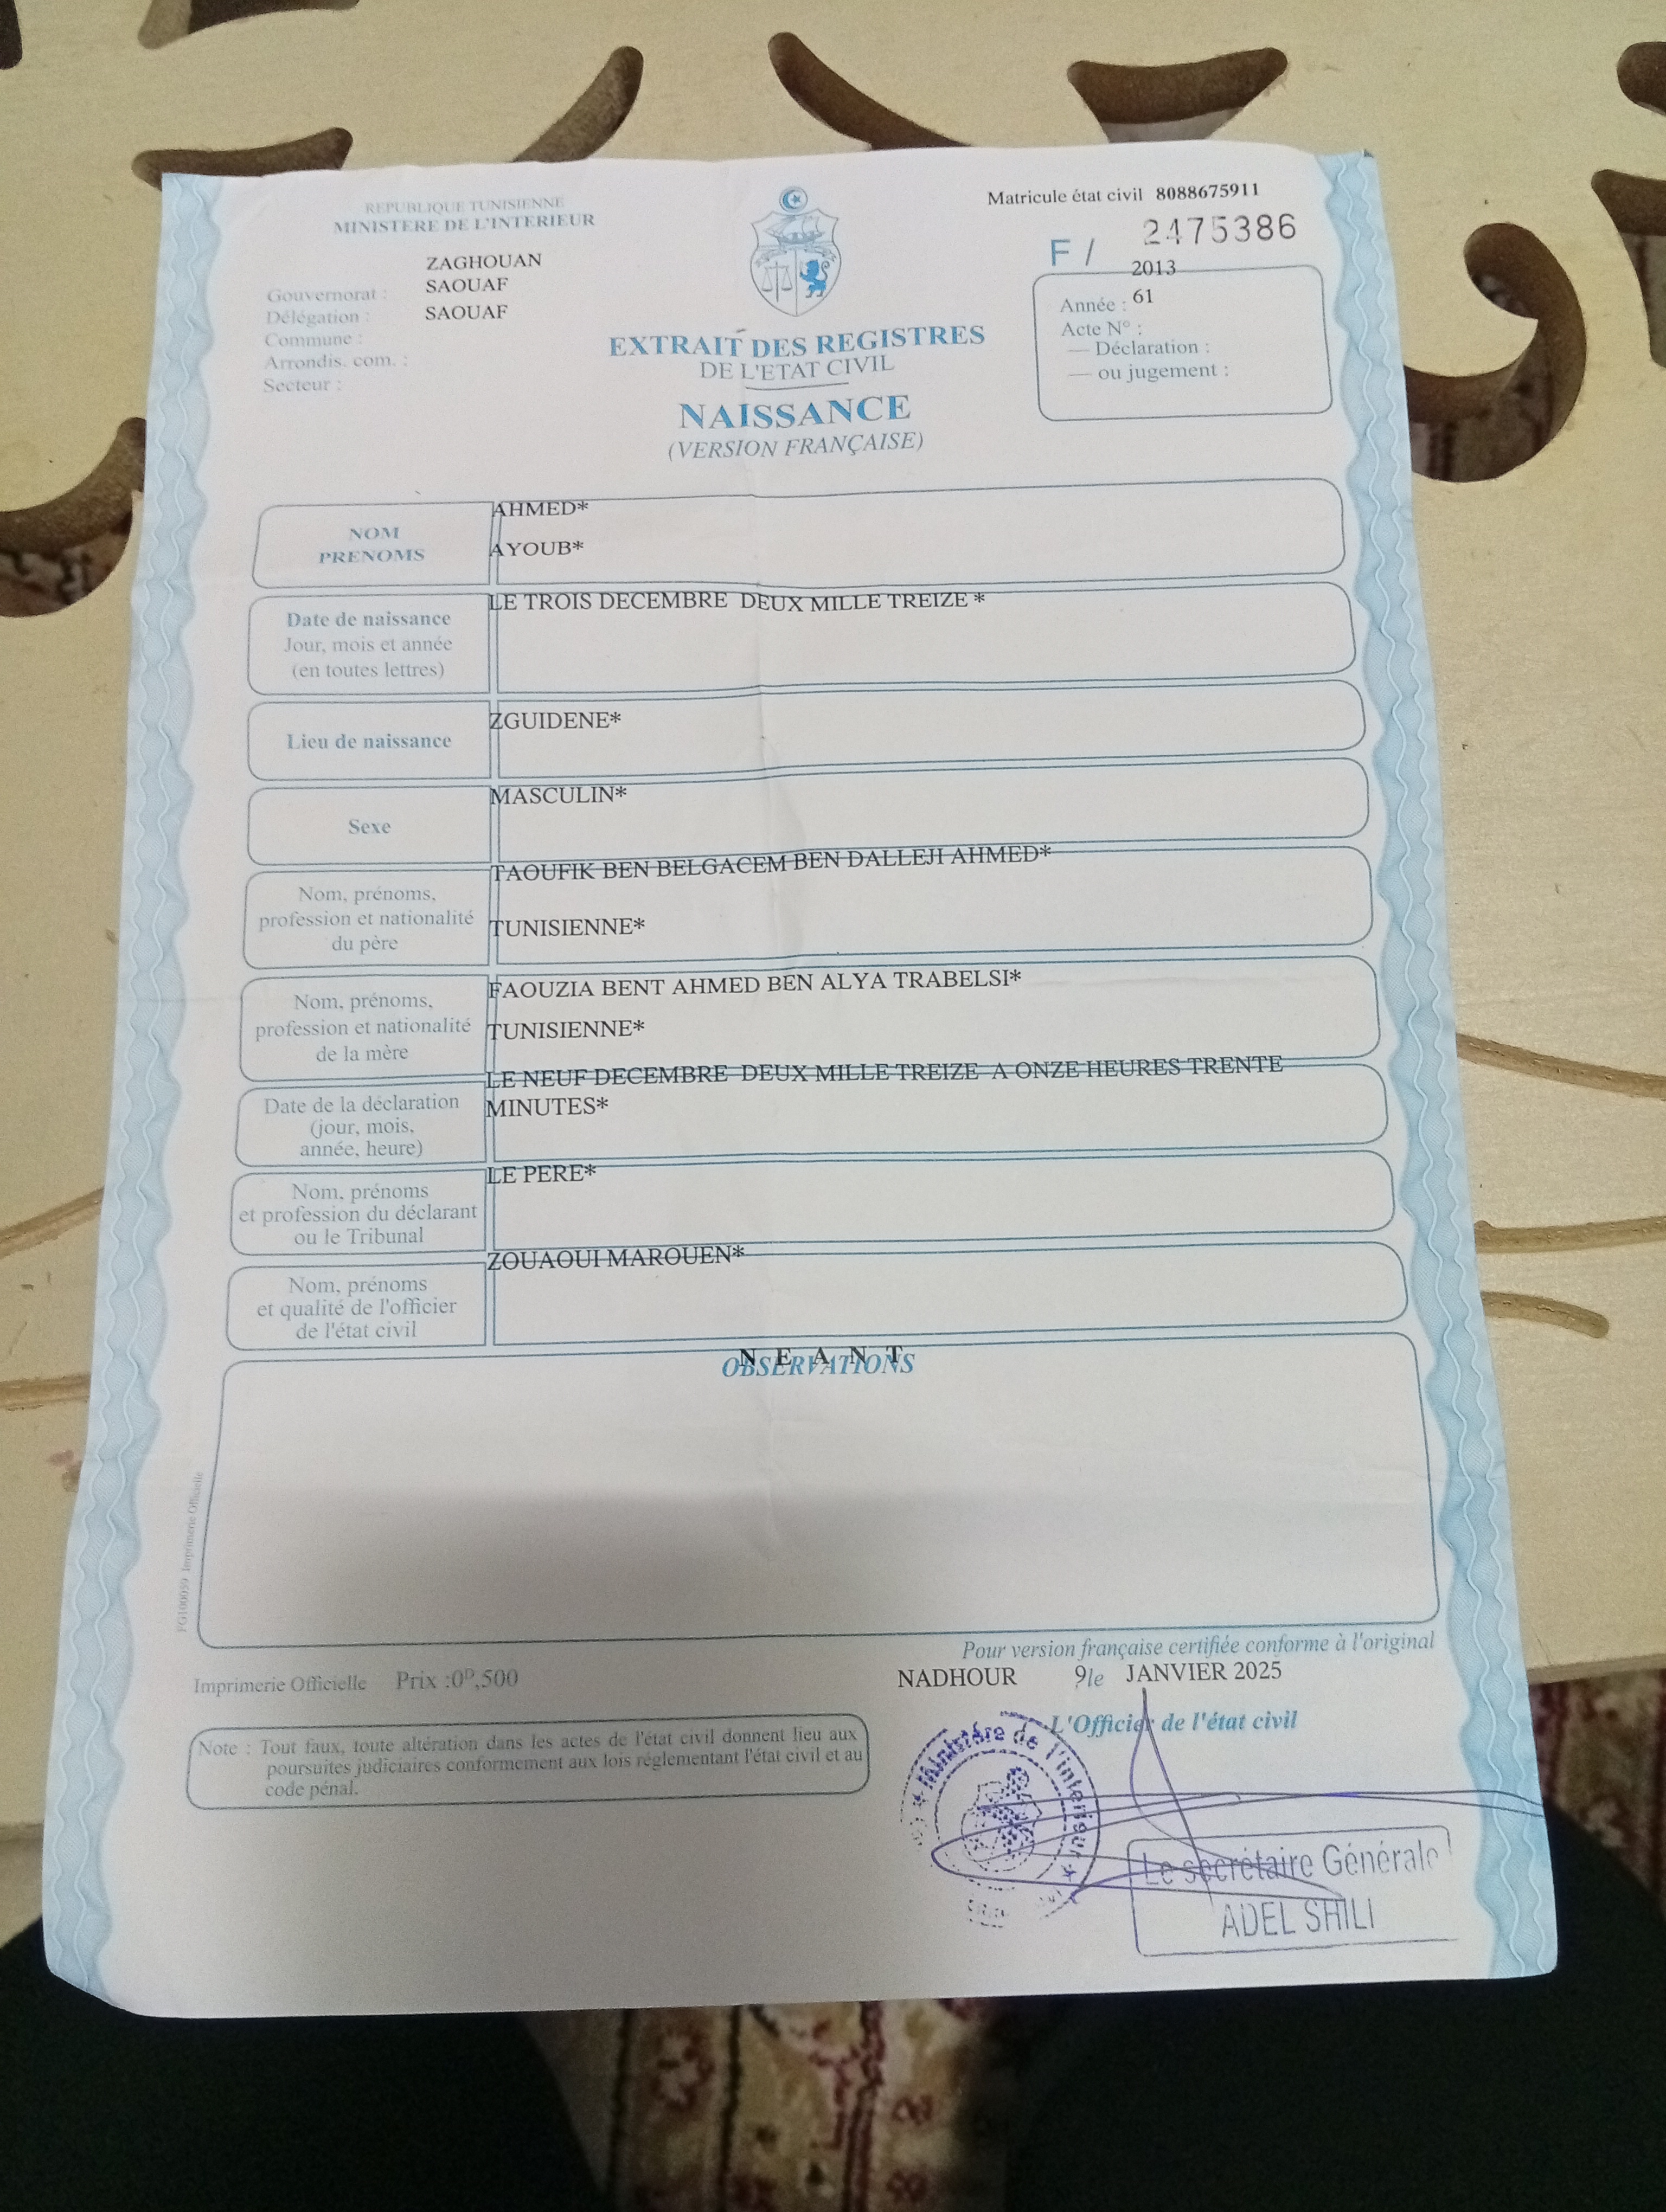 REPUBLIQUE TUNISIENNE
MINISTERE DE L'INTERIEUR
Matricule état civil 8088675911
F / 2475386
ZAGHOUAN
SAOUAF
SAOUAF
Gouvernorat :
Délégation :
Commune :
Arrondis. com. :
Secteur :
2013
Année : 61
Acte N° :
— Déclaration :
— ou jugement :
EXTRAIT DES REGISTRES
DE L'ETAT CIVIL
NAISSANCE
(VERSION FRANÇAISE)
NOM
PRENOMS
AHMED*
AYOUB*
Date de naissance
Jour, mois et année
(en toutes lettres)
LE TROIS DECEMBRE DEUX MILLE TREIZE *
Lieu de naissance
ZGUIDENE*
Sexe
MASCULIN*
Nom, prénoms,
profession et nationalité
du père
TAOUFIK BEN BELGACEM BEN DALLEJI AHMED*
TUNISIENNE*
Nom, prénoms,
profession et nationalité
de la mère
FAOUZIA BENT AHMED BEN ALYA TRABELSI*
TUNISIENNE*
Date de la déclaration
(jour, mois,
année, heure)
LE NEUF DECEMBRE DEUX MILLE TREIZE A ONZE HEURES TRENTE
MINUTES*
Nom, prénoms
et profession du déclarant
ou le Tribunal
LE PERE*
Nom, prénoms
et qualité de l'officier
de l'état civil
ZOUAOUI MAROUEN*
N E A N T
OBSERVATIONS
FG100039 Imprimerie Officielle
Pour version française certifiée conforme à l'original
NADHOUR 9 le JANVIER 2025
L'Officier de l'état civil
Imprimerie Officielle Prix :0ᴰ,500
Note : Tout faux, toute altération dans les actes de l'état civil donnent lieu aux
poursuites judiciaires conformement aux lois réglementant l'état civil et au
code pénal.
* Ministére de l'interieur *
Le secrétaire Générale
ADEL SHILI